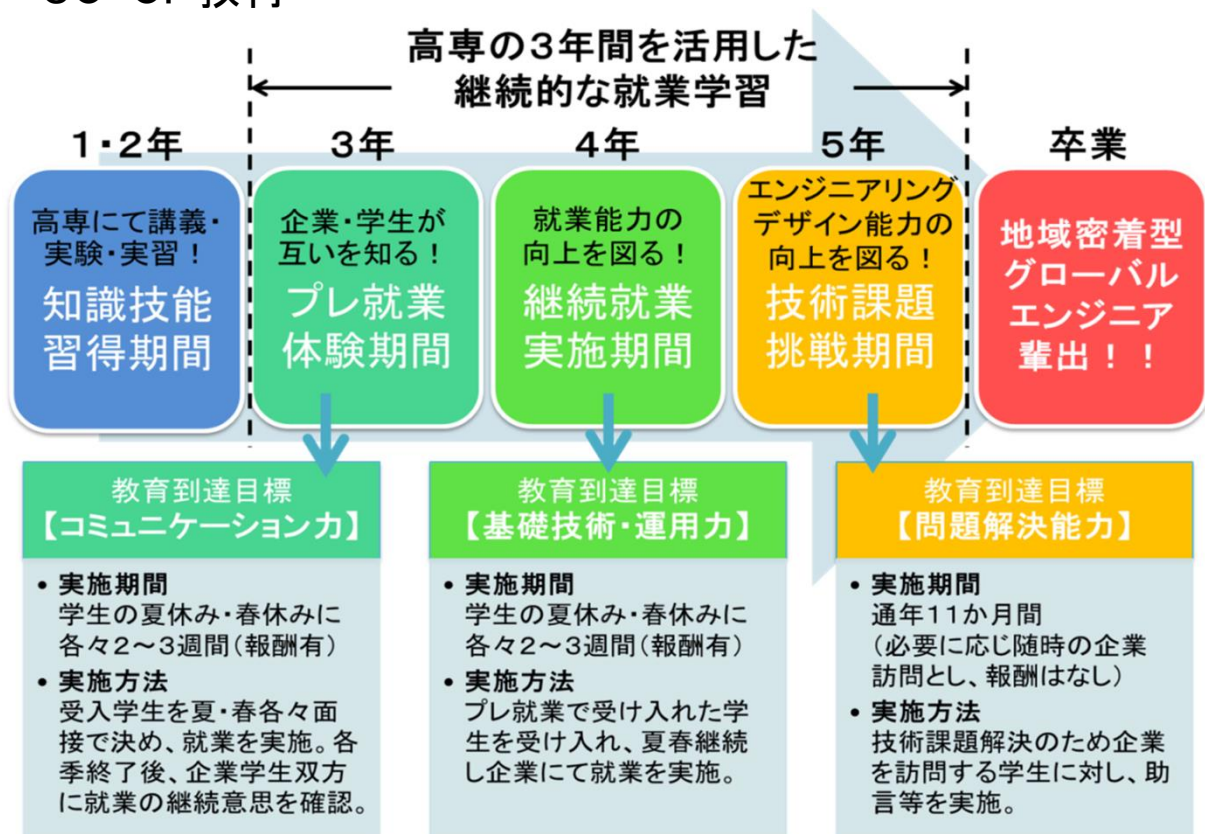 高専の3年間を活用した
継続的な就業学習
1・2年
高専にて講義・
実験・実習！
知識技能
習得期間
3年
企業・学生が
互いを知る！
プレ就業
体験期間
4年
就業能力の
向上を図る！
継続就業
実施期間
5年
エンジニアリング
デザイン能力の
向上を図る！
技術課題
挑戦期間
卒業
地域密着型
グローバル
エンジニア
輩出！！
教育到達目標
【コミュニケーション力】
• 実施期間
学生の夏休み・春休みに
各々2～3週間（報酬有）
• 実施方法
受入学生を夏・春各々面
接で決め、就業を実施。各
季終了後、企業学生双方
に就業の継続意思を確認。
教育到達目標
【基礎技術・運用力】
• 実施期間
学生の夏休み・春休みに
各々2～3週間（報酬有）
• 実施方法
プレ就業で受け入れた学
生を受け入れ、夏春継続
し企業にて就業を実施。
教育到達目標
【問題解決能力】
• 実施期間
通年11か月間
（必要に応じ随時の企業
訪問とし、報酬はなし）
• 実施方法
技術課題解決のため企業
を訪問する学生に対し、助
言等を実施。